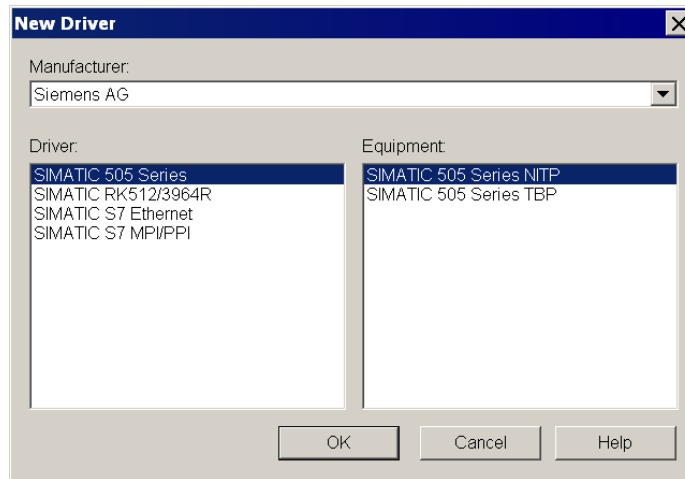 New Driver
Manufacturer:
Siemens AG
Driver:
SIMATIC 505 Series
SIMATIC RK512/3964R
SIMATIC S7 Ethernet
SIMATIC S7 MPI/PPI
Equipment:
SIMATIC 505 Series NITP
SIMATIC 505 Series TBP
OK
Cancel
Help